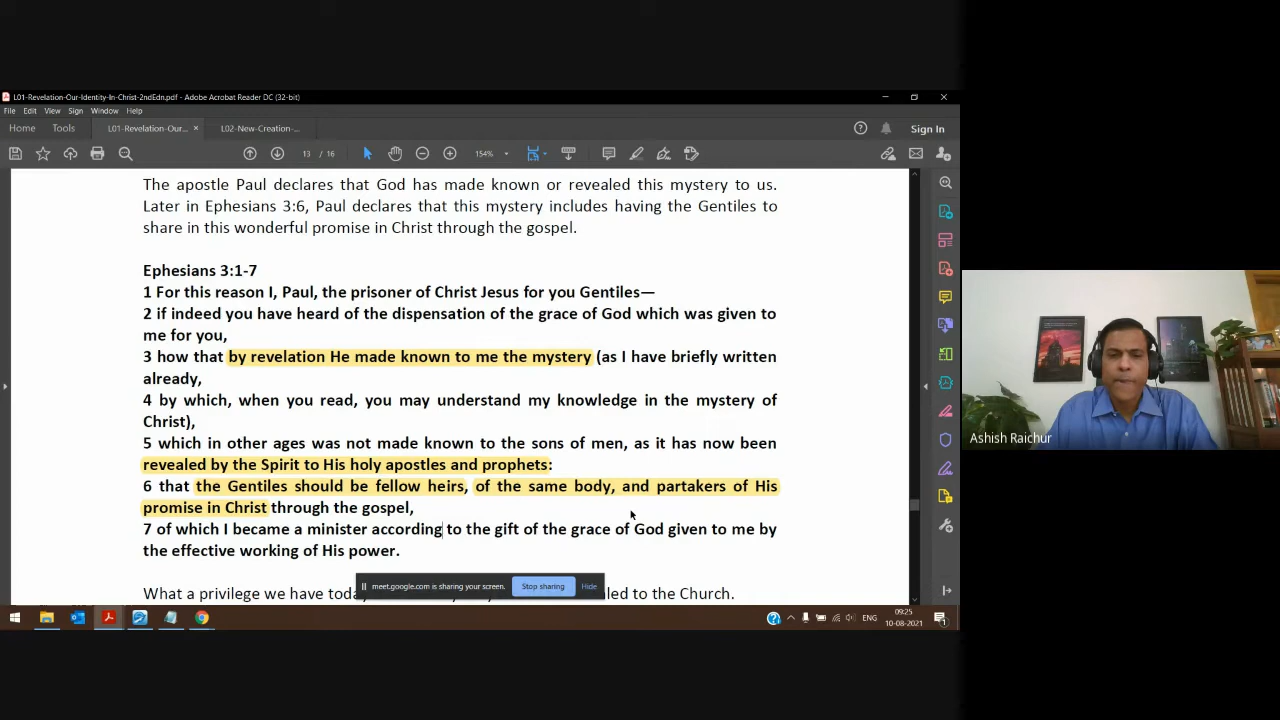 L01-Revelation-Our-Identity-In-Christ-2ndEdn.pdf - Adobe Acrobat Reader DC (32-bit)
File Edit View Sign Window Help
Home Tools L01-Revelation-Our... × L02-New-Creation-... Sign In
13 / 16 154%
The apostle Paul declares that God has made known or revealed this mystery to us.
Later in Ephesians 3:6, Paul declares that this mystery includes having the Gentiles to
share in this wonderful promise in Christ through the gospel.
Ephesians 3:1-7
1 For this reason I, Paul, the prisoner of Christ Jesus for you Gentiles—
2 if indeed you have heard of the dispensation of the grace of God which was given to
me for you,
3 how that by revelation He made known to me the mystery (as I have briefly written
already,
4 by which, when you read, you may understand my knowledge in the mystery of
Christ),
5 which in other ages was not made known to the sons of men, as it has now been
revealed by the Spirit to His holy apostles and prophets:
6 that the Gentiles should be fellow heirs, of the same body, and partakers of His
promise in Christ through the gospel,
7 of which I became a minister according to the gift of the grace of God given to me by
the effective working of His power.
meet.google.com is sharing your screen. Stop sharing Hide
What a privilege we have toda led to the Church.
ENG 09:25
10-08-2021
Ashish Raichur